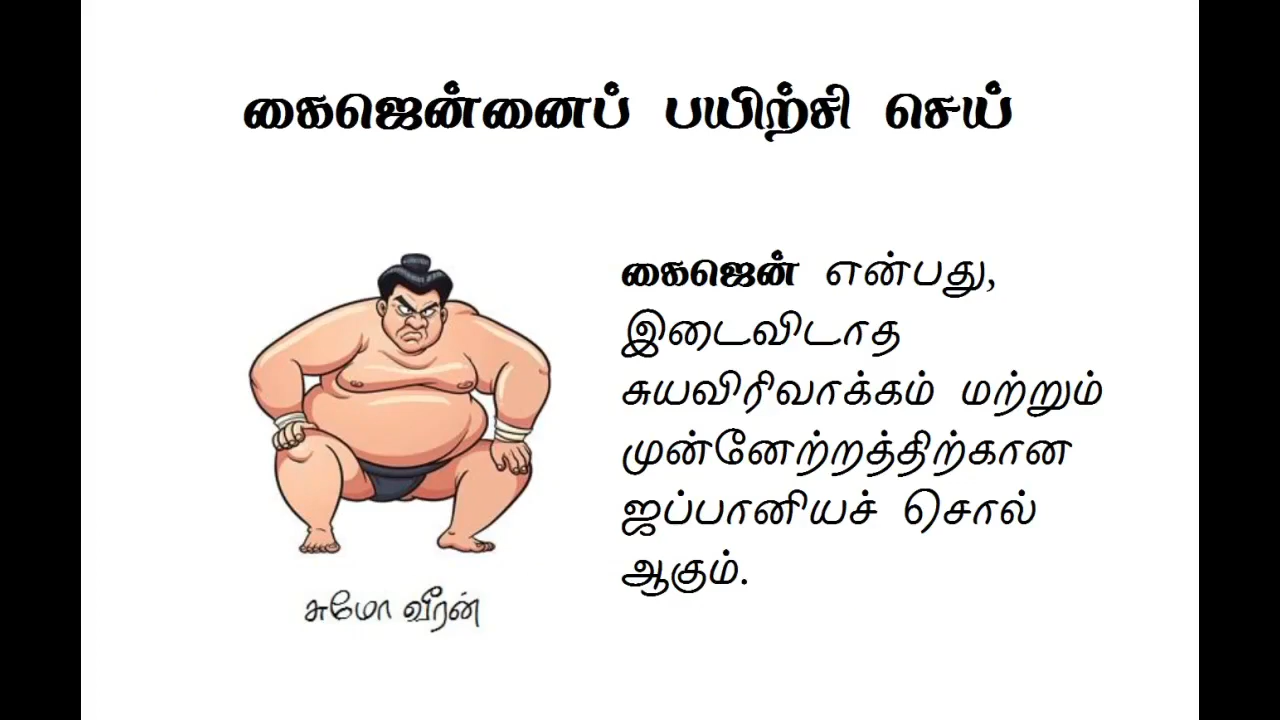 கைஜென்னைப் பயிற்சி செய்
கைஜென் என்பது,
இடைவிடாத
சுயவிரிவாக்கம் மற்றும்
முன்னேற்றத்திற்கான
ஜப்பானியச் சொல்
ஆகும்.
சுமோ வீரன்